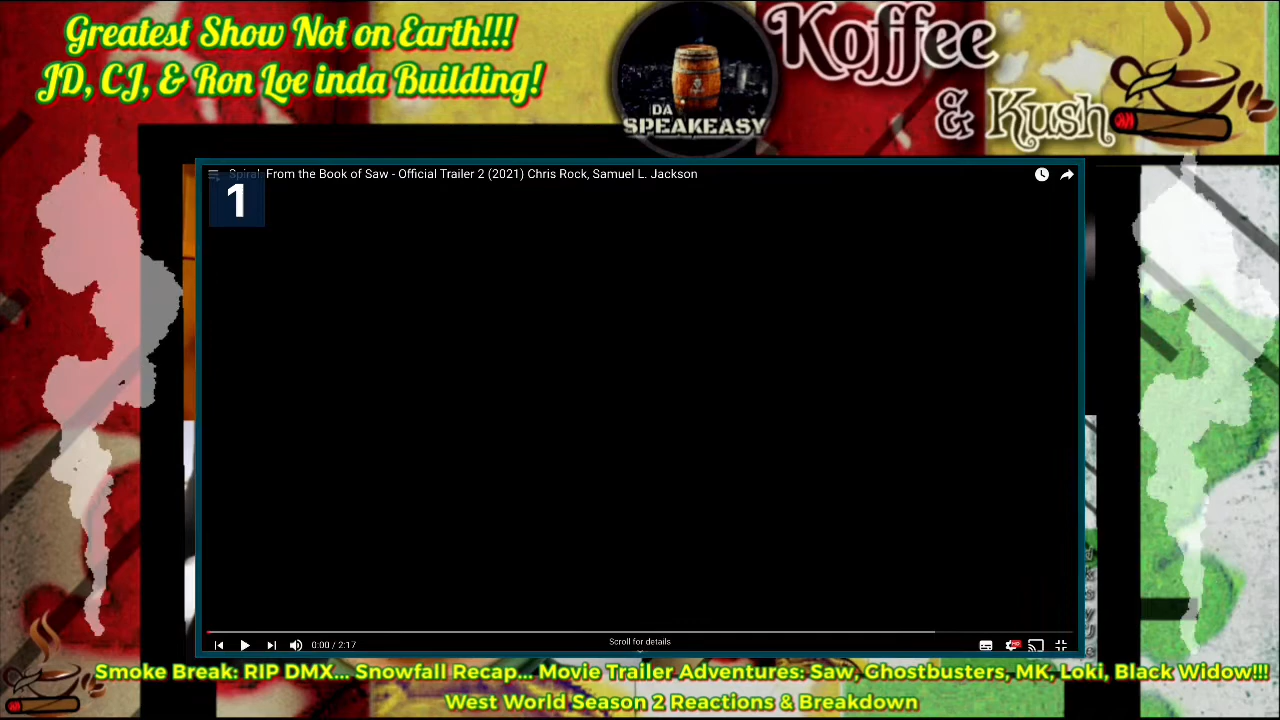 Greatest Show Not on Earth!!!
JD, CJ, & Ron Loe inda Building!
DA
SPEAKEASY
Koffee
& Kush
Spiral: From the Book of Saw - Official Trailer 2 (2021) Chris Rock, Samuel L. Jackson
1
0:00 / 2:17
Scroll for details
Smoke Break: RIP DMX... Snowfall Recap... Movie Trailer Adventures: Saw, Ghostbusters, MK, Loki, Black Widow!!!
West World Season 2 Reactions & Breakdown